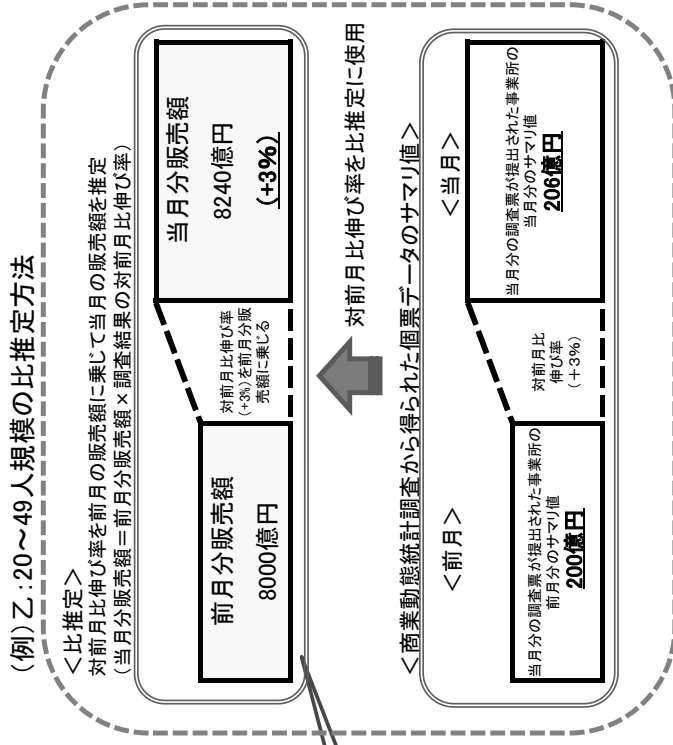 (例)乙:20〜49人規模の比推定方法
<比推定>
対前月比伸び率を前月の販売額に乗じて当月の販売額を推定
(当月分販売額=前月分販売額×調査結果の対前月比伸び率)
前月分販売額
8000億円
対前月比伸び率
(+3%)を前月分販
売額に乗じる
当月分販売額
8240億円
(+3%)
対前月比伸び率を比推定に使用
<商業動態統計調査から得られた個票データのサマリ値>
<前月>
当月分の調査票が提出された事業所の
前月分のサマリ値
200億円
対前月比
伸び率
(+3%)
<当月>
当月分の調査票が提出された事業所の
当月分のサマリ値
206億円